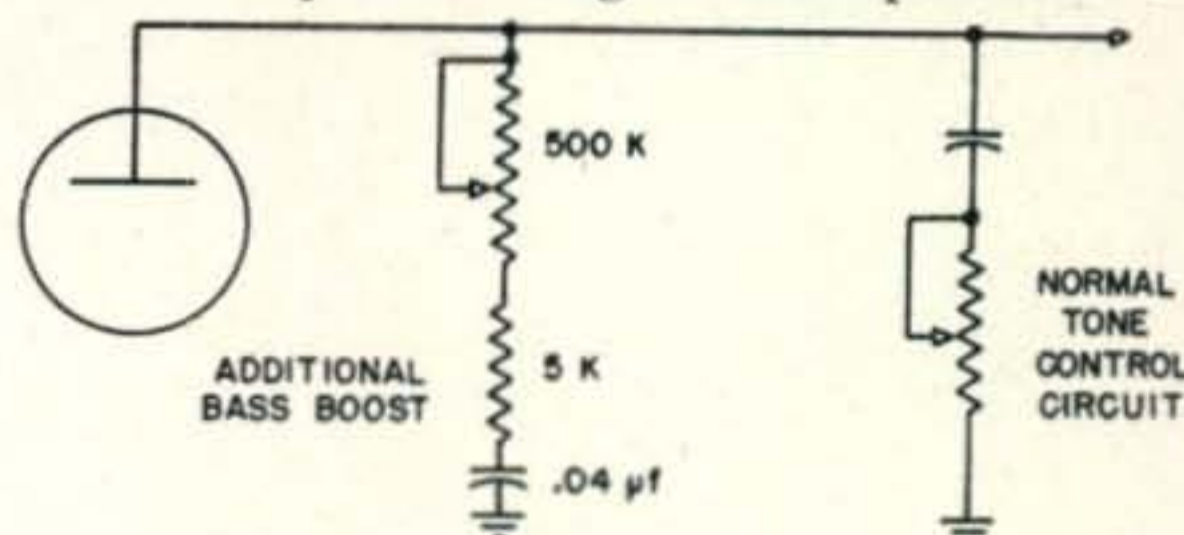 500 K
5 K
.04 µf
ADDITIONAL
BASS BOOST
NORMAL
TONE
CONTROL
CIRCUIT